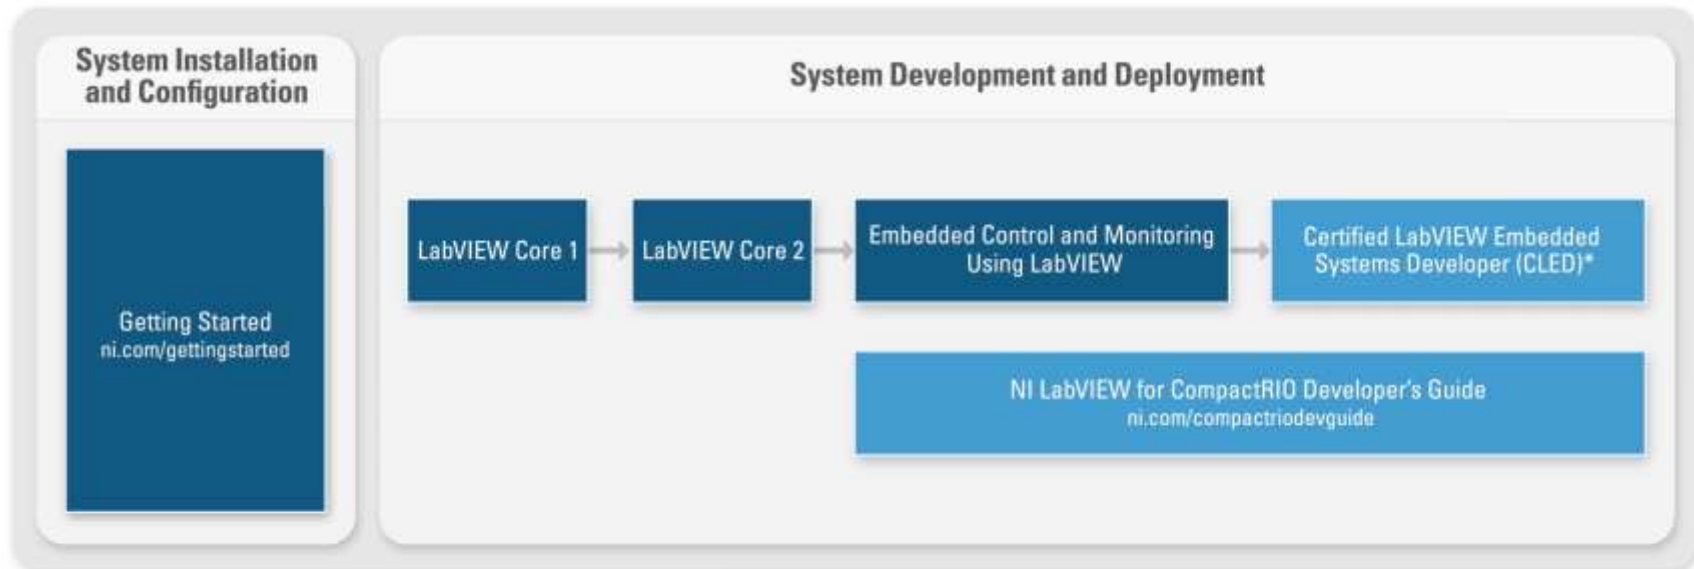 System Installation
and Configuration
Getting Started
ni.com/gettingstarted
System Development and Deployment
LabVIEW Core 1
LabVIEW Core 2
Embedded Control and Monitoring
Using LabVIEW
Certified LabVIEW Embedded
Systems Developer (CLED)*
NI LabVIEW for CompactRIO Developer's Guide
ni.com/compactriodevguide